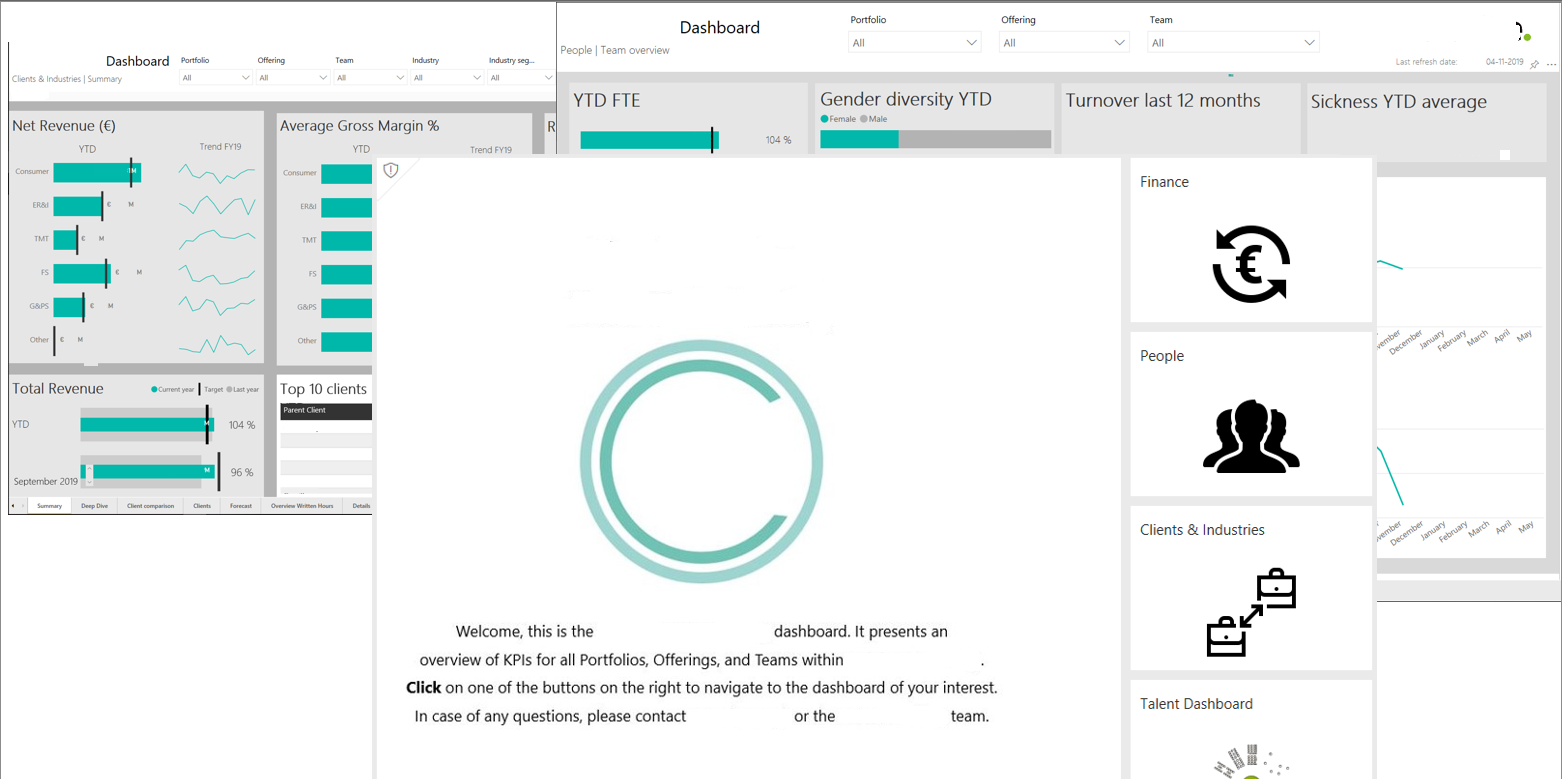 Dashboard
Clients & Industries | Summary
Portfolio
All
Offering
All
Team
All
Industry
All
Industry seg...
All
Net Revenue (€)
YTD
Trend FY19
Consumer
M
ER&I
€ M
TMT
€ M
FS
€ M
G&PS
€ M
Other
€ M
Average Gross Margin %
YTD
Trend FY19
Consumer
ER&I
TMT
FS
G&PS
Other
R
Total Revenue
Current year Target Last year
YTD
M
104 %
September 2019
M
96 %
Top 10 clients
Parent Client
Summary Deep Dive Client comparison Clients Forecast Overview Written Hours Details
Dashboard
People | Team overview
Portfolio
All
Offering
All
Team
All
Last refresh date: 04-11-2019
YTD FTE
104 %
Gender diversity YTD
Female Male
Turnover last 12 months
Sickness YTD average
vember December January February March April May
vember December January February March April May
Welcome, this is the dashboard. It presents an
overview of KPIs for all Portfolios, Offerings, and Teams within .
Click on one of the buttons on the right to navigate to the dashboard of your interest.
In case of any questions, please contact or the team.
Finance
€
People
Clients & Industries
Talent Dashboard